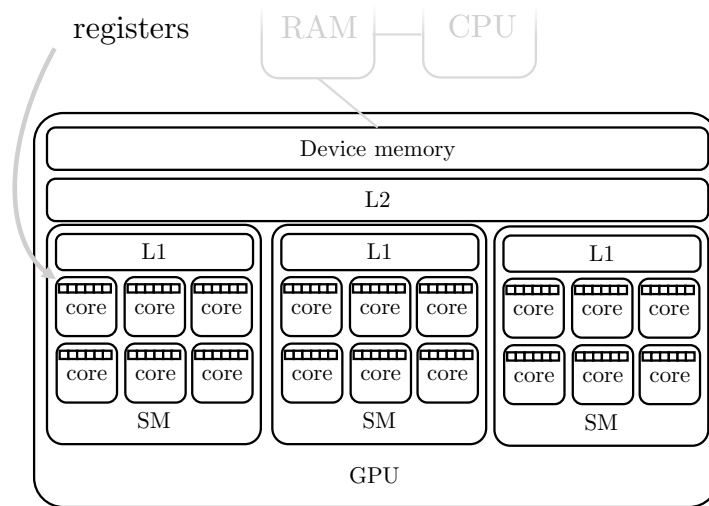 registers
RAM
CPU
Device memory
L2
L1
L1
L1
core core core
core core core
core core core
core core core
core core core
core core core
SM
SM
SM
GPU